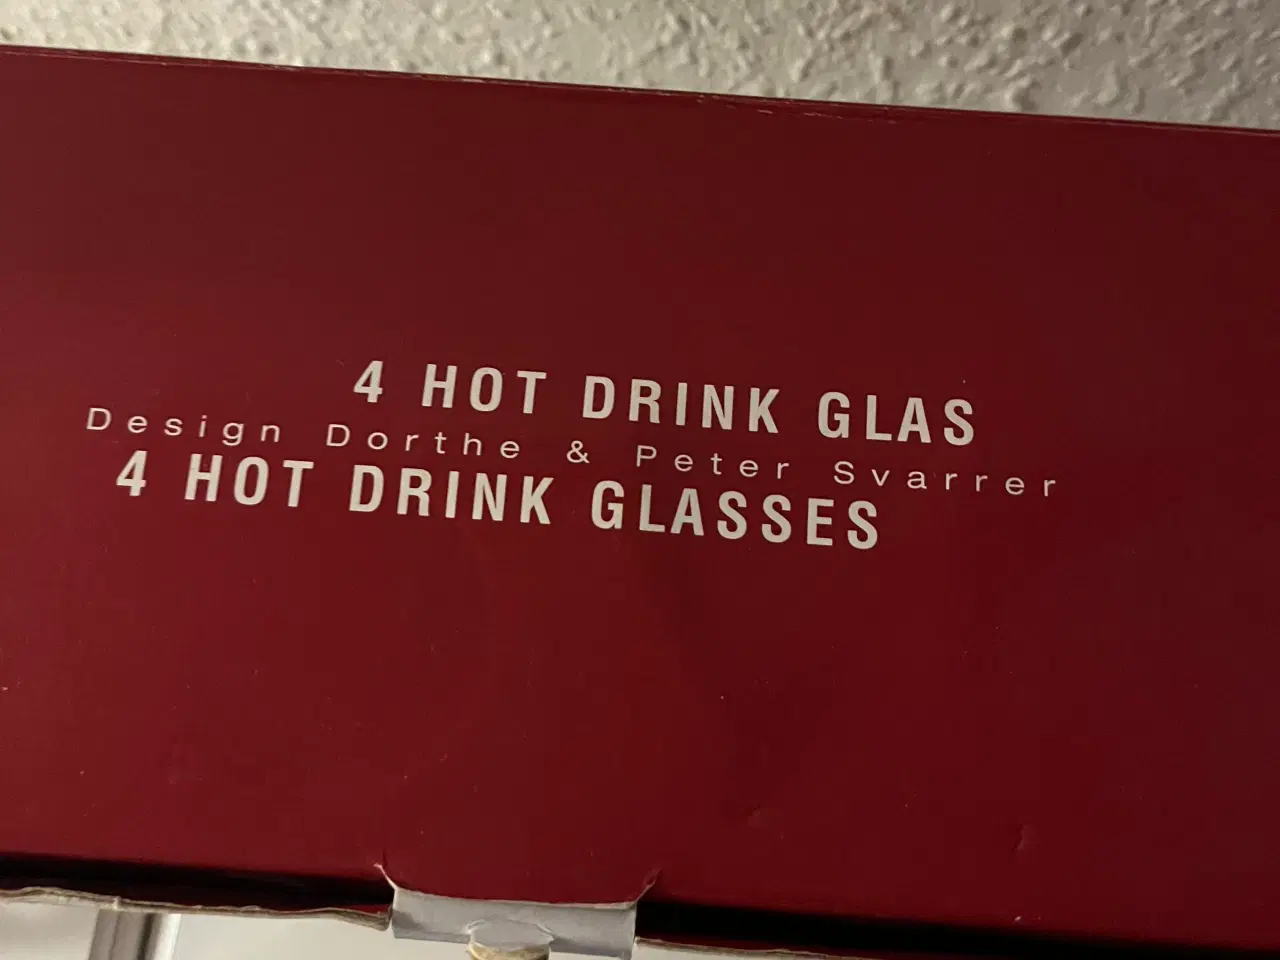 4 HOT DRINK GLAS
Design Dorthe & Peter Svarrer
4 HOT DRINK GLASSES